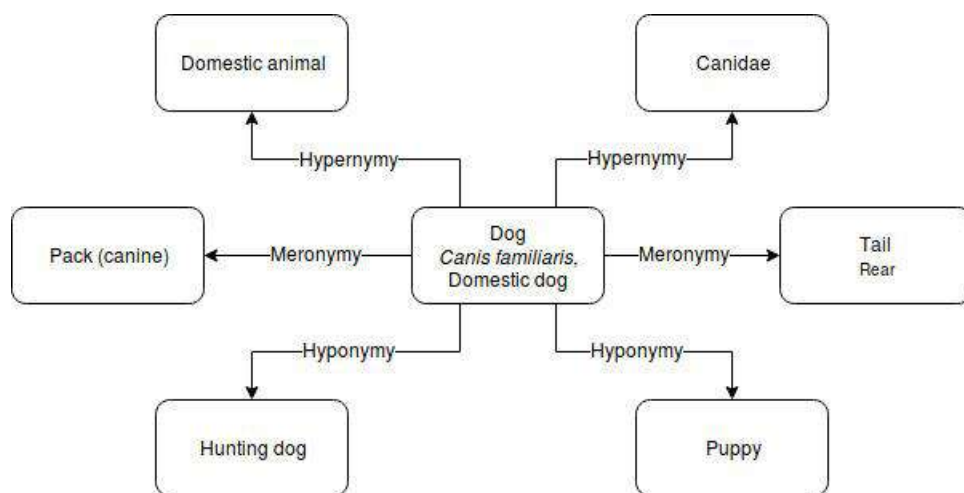 Domestic animal
Canidae
Hypernymy
Hypernymy
Pack (canine)
Meronymy
Dog
Canis familiaris,
Domestic dog
Meronymy
Tail
Rear
Hyponymy
Hyponymy
Hunting dog
Puppy